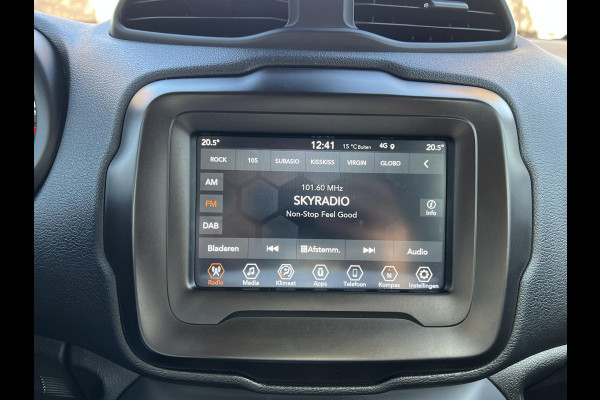 20.5° 12:41 15°C Buiten 4G 20.5°
ROCK 105 SUBASIO KISSKISS VIRGIN GLOBO
AM
101.60 MHz
FM SKYRADIO
Info
Non-Stop Feel Good
DAB
Bladeren Afstemm. Audio
Radio Media Klimaat Apps Telefoon Kompas Instellingen